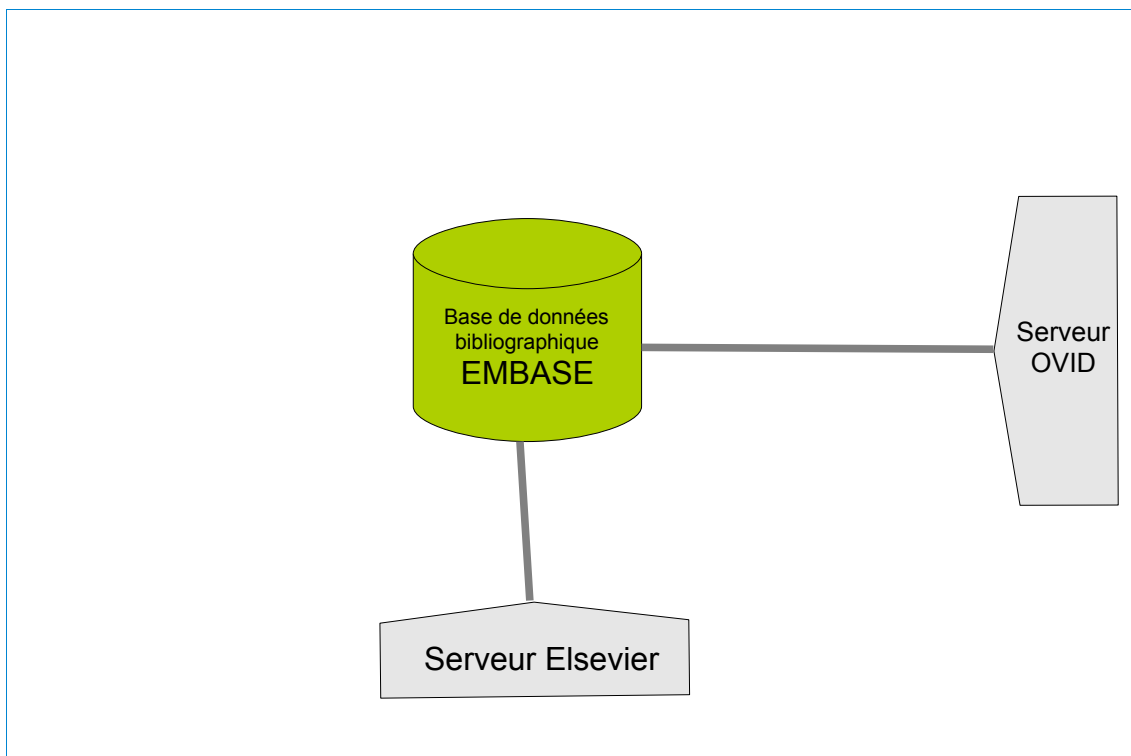 Base de données
bibliographique
EMBASE
Serveur
OVID
Serveur Elsevier